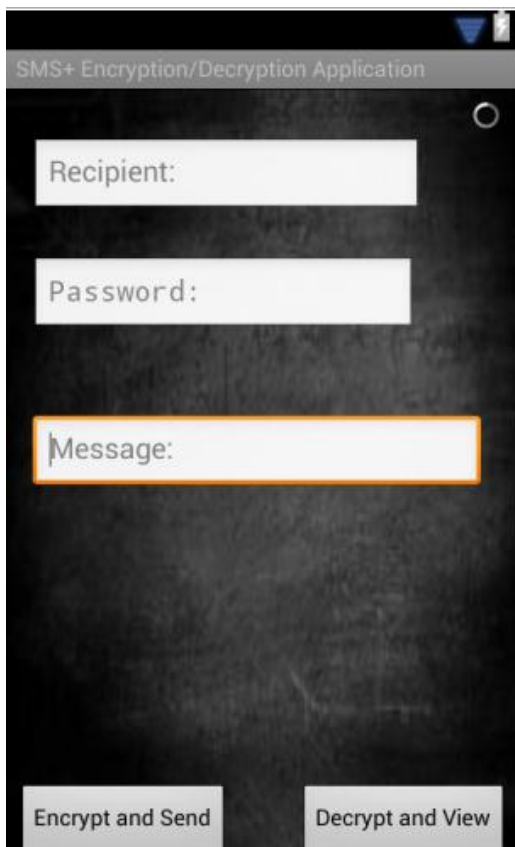 SMS+ Encryption/Decryption Application
Recipient:
Password:
Message:
Encrypt and Send
Decrypt and View